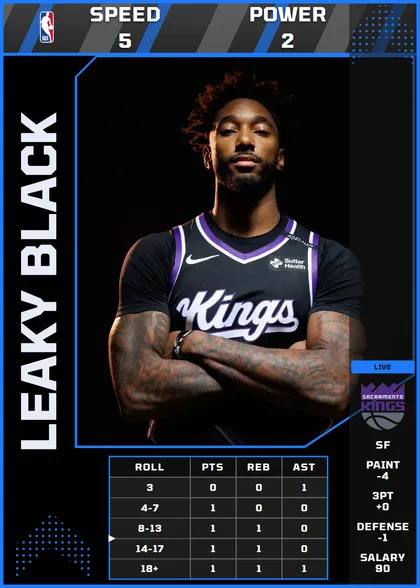 SPEED
5
POWER
2
NBA
LEAKY BLACK
Sutter
Health
Kings
LIVE
SACRAMENTO
KINGS
SF
PAINT
-4
3PT
+0
DEFENSE
-1
SALARY
90
ROLL PTS REB AST
3 0 0 1
4-7 1 0 0
8-13 1 1 0
14-17 1 1 0
18+ 1 1 1